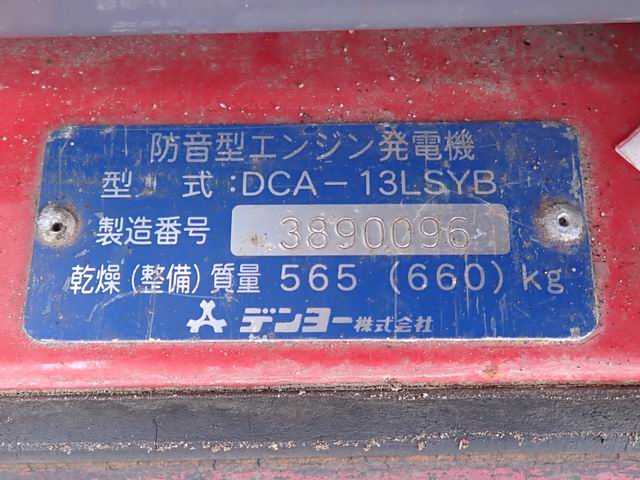 防音型エンジン発電機
型 式:DCA-13LSYB
製造番号 3890096
乾燥(整備)質量 565 (660) kg
デンヨー株式会社